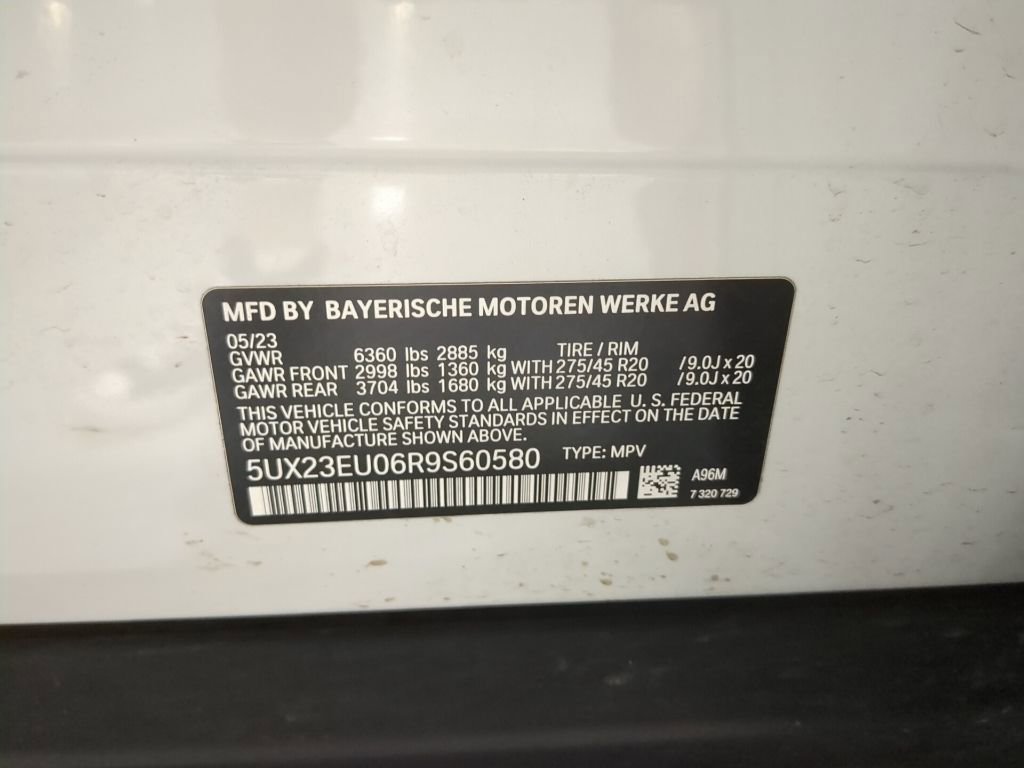 MFD BY BAYERISCHE MOTOREN WERKE AG
05/23
GVWR 6360 lbs 2885 kg TIRE / RIM
GAWR FRONT 2998 lbs 1360 kg WITH 275/45 R20 /9.0J x 20
GAWR REAR 3704 lbs 1680 kg WITH 275/45 R20 /9.0J x 20
THIS VEHICLE CONFORMS TO ALL APPLICABLE U. S. FEDERAL
MOTOR VEHICLE SAFETY STANDARDS IN EFFECT ON THE DATE
OF MANUFACTURE SHOWN ABOVE.
5UX23EU06R9S60580 TYPE: MPV
A96M
7 320 729